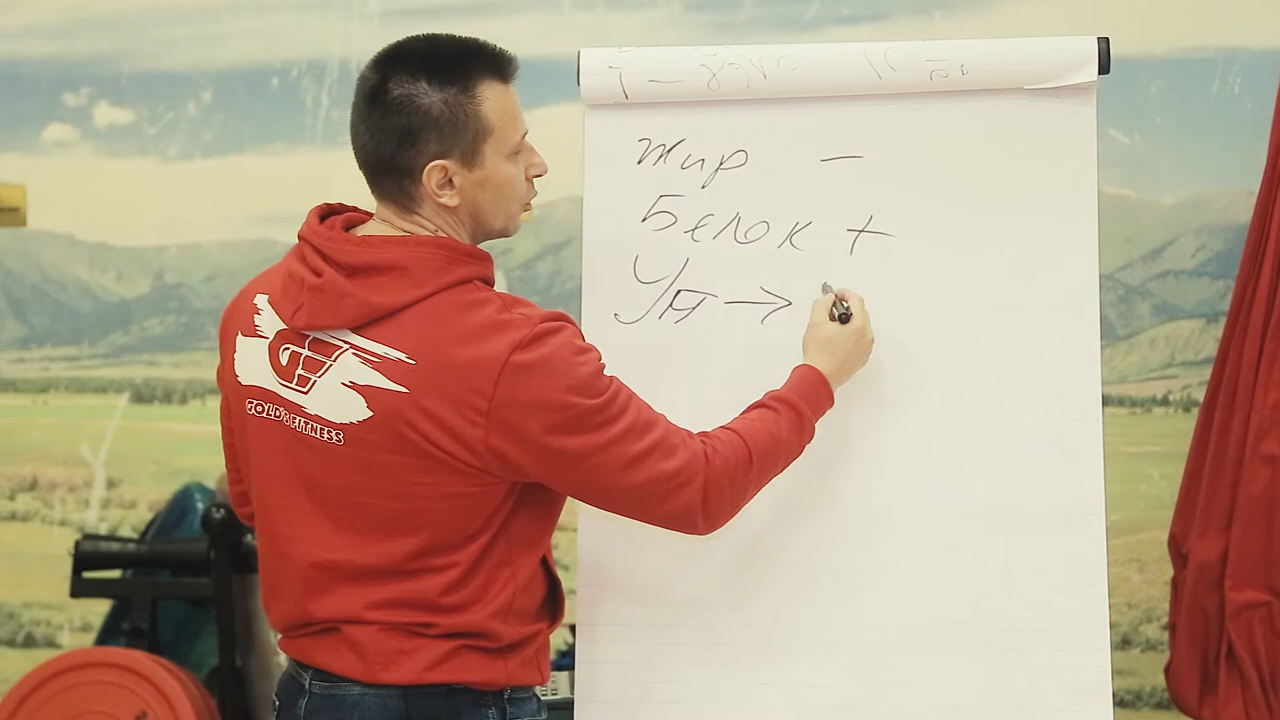 Жир –
Белок +
Уг →
GOLD'S FITNESS